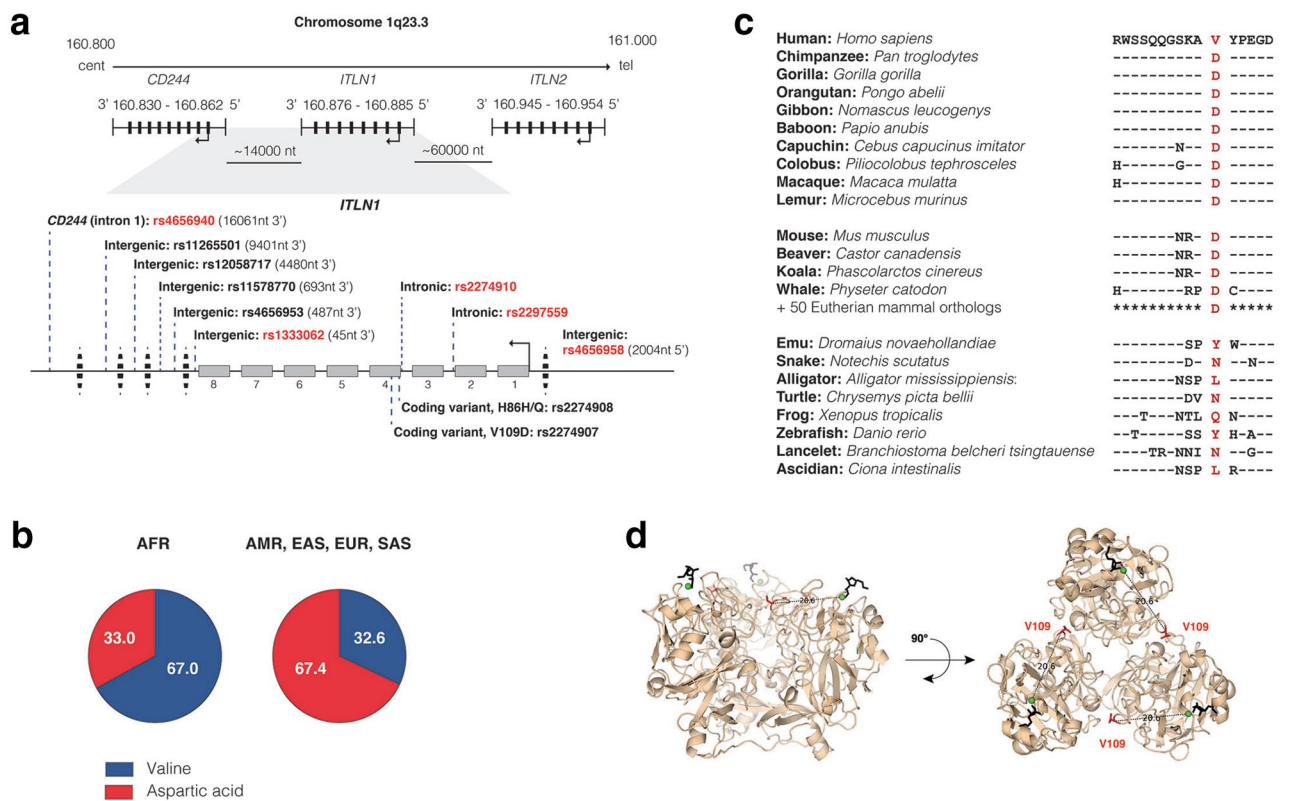 a
Chromosome 1q23.3
160.800
161.000
cent
tel
CD244
ITLN1
ITLN2
3' 160.830 - 160.862 5'
3' 160.876 - 160.885 5'
3' 160.945 - 160.954 5'
~14000 nt
~60000 nt
ITLN1
CD244 (intron 1): rs4656940 (16061nt 3')
Intergenic: rs11265501 (9401nt 3')
Intergenic: rs12058717 (4480nt 3')
Intergenic: rs11578770 (693nt 3')
Intronic: rs2274910
Intergenic: rs4656953 (487nt 3')
Intronic: rs2297559
Intergenic: rs1333062 (45nt 3')
Intergenic:
rs4656958 (2004nt 5')
8 7 6 5 4 3 2 1
Coding variant, H86H/Q: rs2274908
Coding variant, V109D: rs2274907
b
AFR
AMR, EAS, EUR, SAS
33.0
67.0
32.6
67.4
Valine
Aspartic acid
c
Human: Homo sapiens RWSSQQGSKA V YPEGD
Chimpanzee: Pan troglodytes ---------- D -----
Gorilla: Gorilla gorilla ---------- D -----
Orangutan: Pongo abelii ---------- D -----
Gibbon: Nomascus leucogenys ---------- D -----
Baboon: Papio anubis ---------- D -----
Capuchin: Cebus capucinus imitator -------N-- D -----
Colobus: Piliocolobus tephrosceles H------G-- D -----
Macaque: Macaca mulatta H--------- D -----
Lemur: Microcebus murinus ---------- D -----
Mouse: Mus musculus -------NR- D -----
Beaver: Castor canadensis -------NR- D -----
Koala: Phascolarctos cinereus -------NR- D -----
Whale: Physeter catodon H-------RP D C----
+ 50 Eutherian mammal orthologs ********** D *****
Emu: Dromaius novaehollandiae --------SP Y W----
Snake: Notechis scutatus --------D- N --N--
Alligator: Alligator mississippiensis: -------NSP L -----
Turtle: Chrysemys picta bellii --------DV N -----
Frog: Xenopus tropicalis ---T---NTL Q N----
Zebrafish: Danio rerio --T-----SS Y H-A--
Lancelet: Branchiostoma belcheri tsingtauense ----TR-NNI N --G--
Ascidian: Ciona intestinalis -------NSP L R----
d
20.6
90°
20.6
V109
V109
20.6
20.6
V109